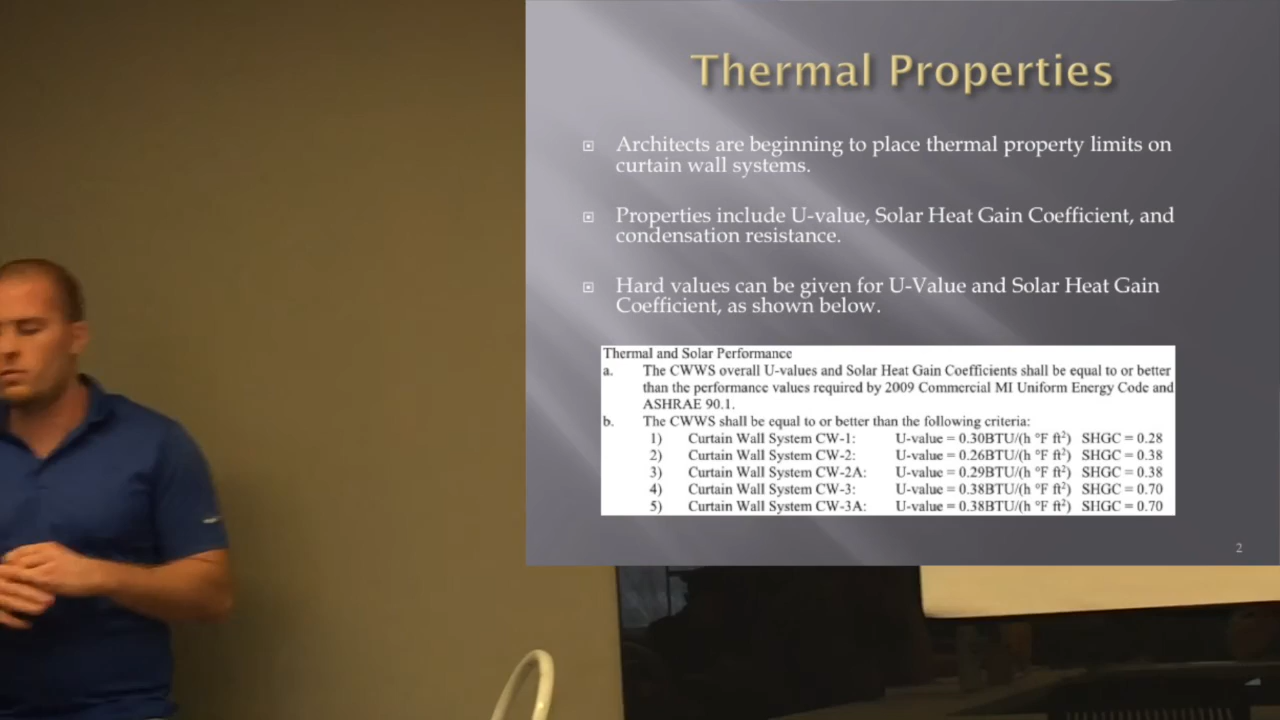 Thermal Properties
Architects are beginning to place thermal property limits on
curtain wall systems.
Properties include U-value, Solar Heat Gain Coefficient, and
condensation resistance.
Hard values can be given for U-Value and Solar Heat Gain
Coefficient, as shown below.
Thermal and Solar Performance
a. The CWWS overall U-values and Solar Heat Gain Coefficients shall be equal to or better
than the performance values required by 2009 Commercial MI Uniform Energy Code and
ASHRAE 90.1.
b. The CWWS shall be equal to or better than the following criteria:
1) Curtain Wall System CW-1: U-value = 0.30BTU/(h °F ft²) SHGC = 0.28
2) Curtain Wall System CW-2: U-value = 0.26BTU/(h °F ft²) SHGC = 0.38
3) Curtain Wall System CW-2A: U-value = 0.29BTU/(h °F ft²) SHGC = 0.38
4) Curtain Wall System CW-3: U-value = 0.38BTU/(h °F ft²) SHGC = 0.70
5) Curtain Wall System CW-3A: U-value = 0.38BTU/(h °F ft²) SHGC = 0.70
2